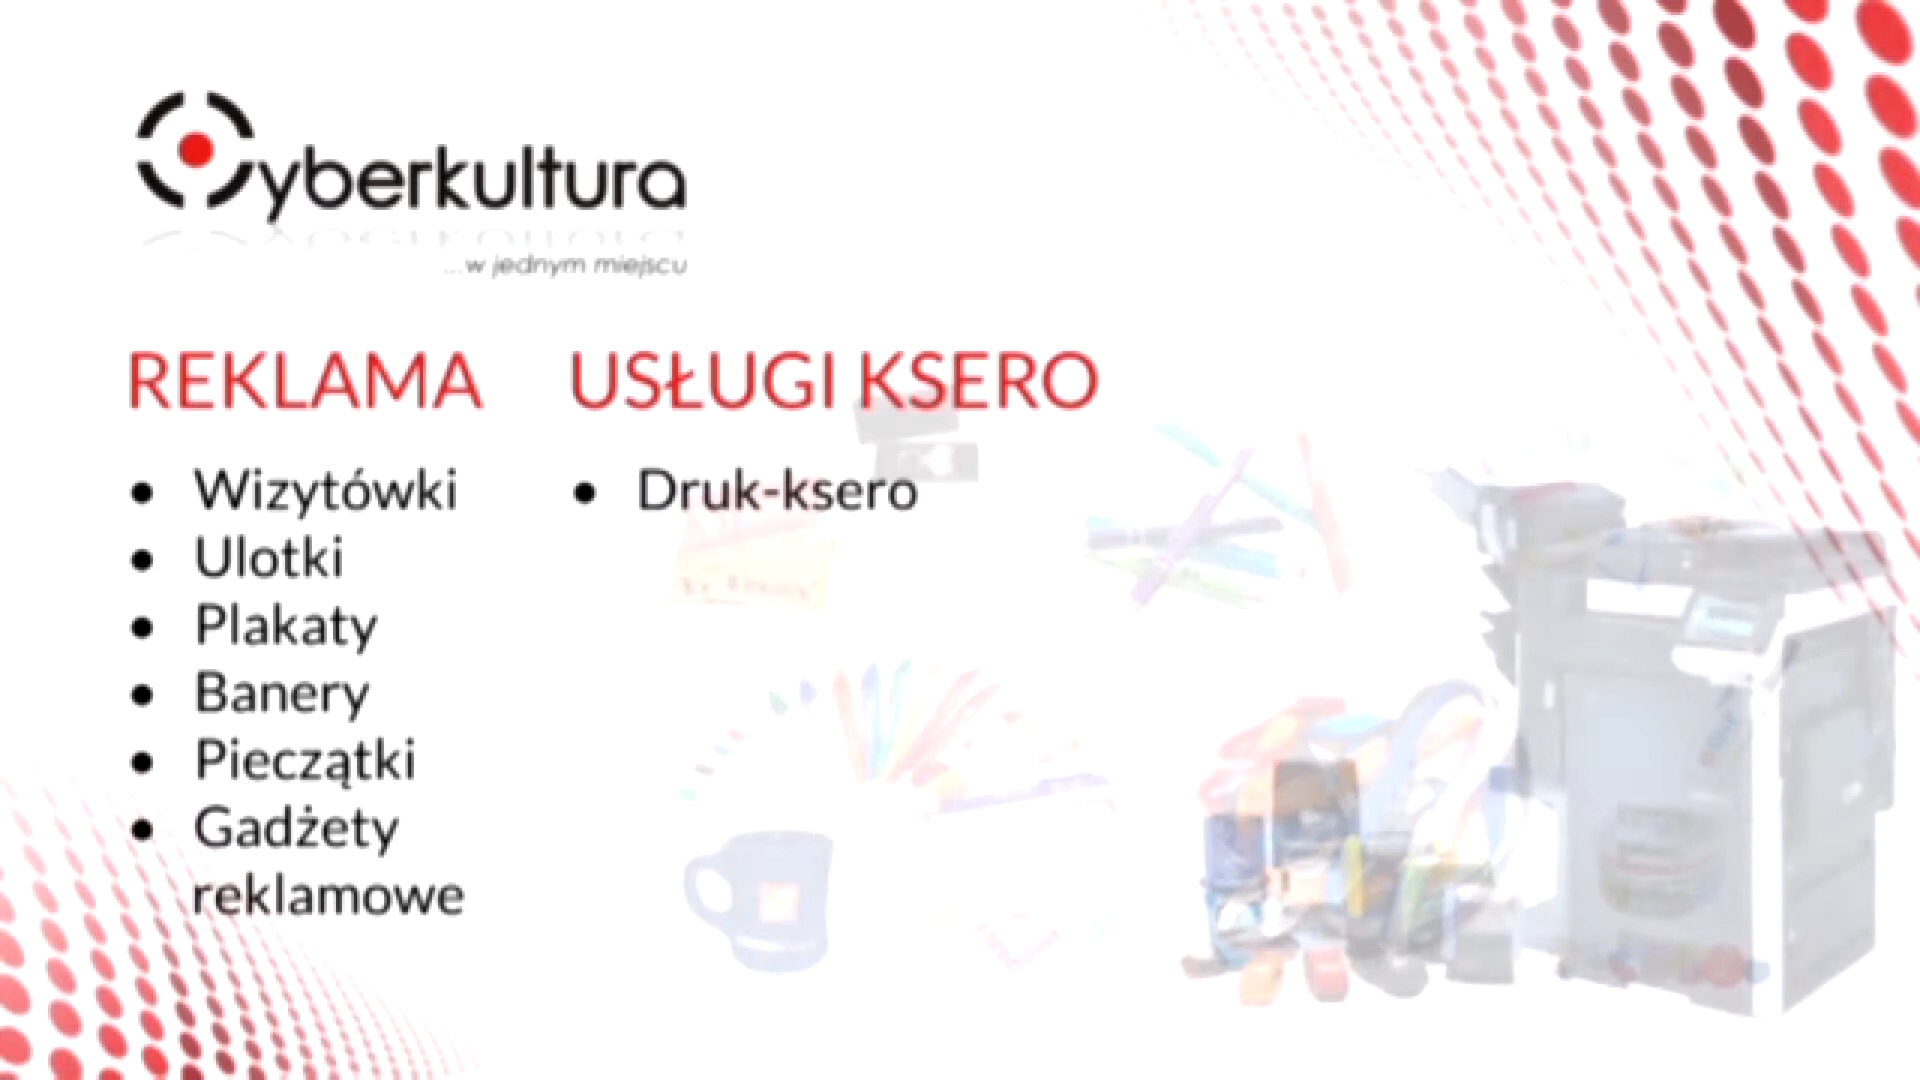 Cyberkultura
...w jednym miejscu
REKLAMA
• Wizytówki
• Ulotki
• Plakaty
• Banery
• Pieczątki
• Gadżety
reklamowe
USŁUGI KSERO
• Druk-ksero